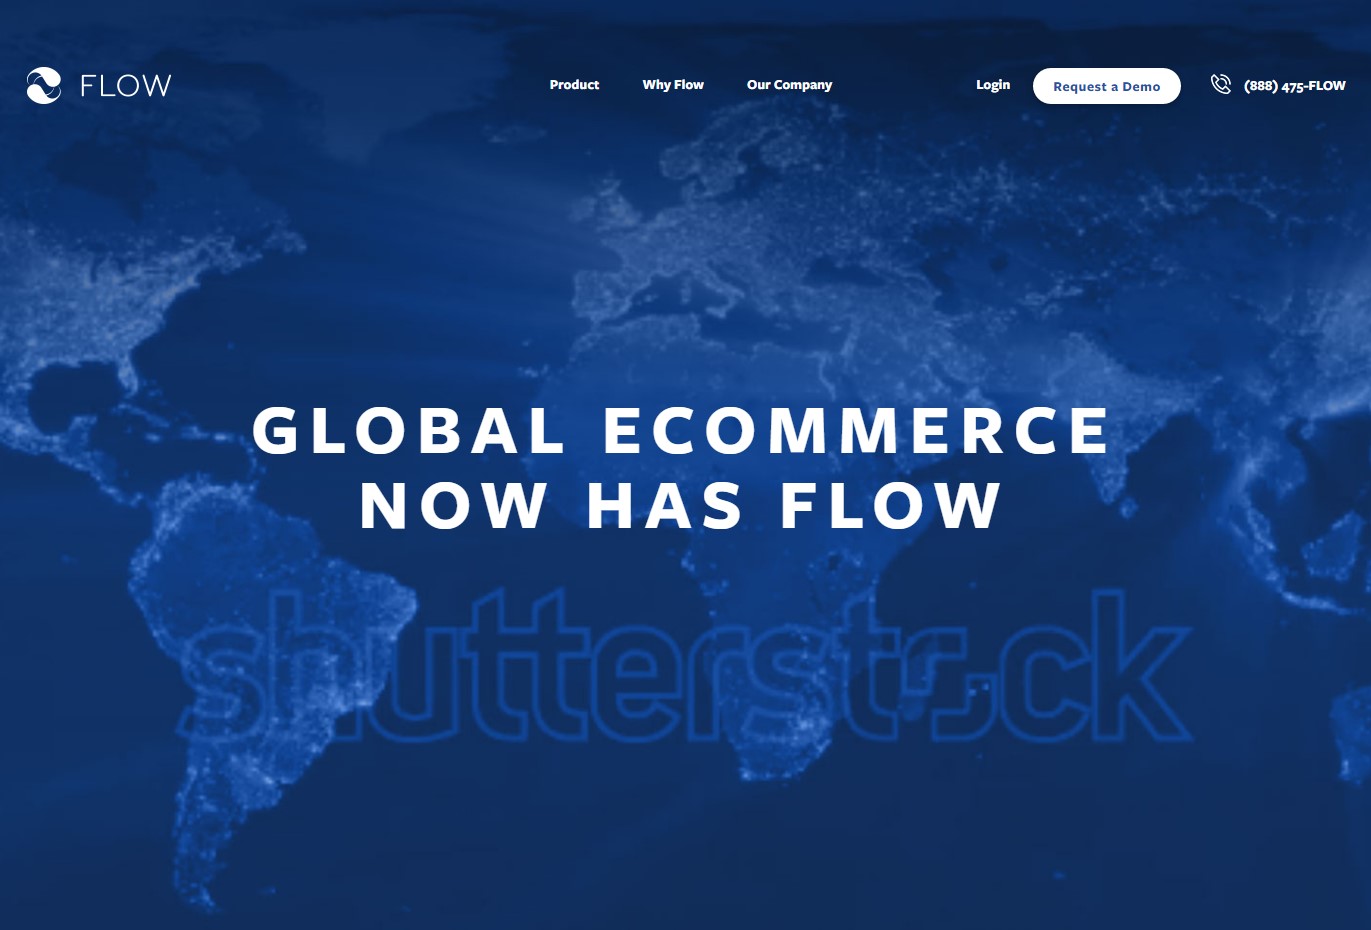 FLOW
Product
Why Flow
Our Company
Login
Request a Demo
(888) 475-FLOW
GLOBAL ECOMMERCE
NOW HAS FLOW
shutterstock